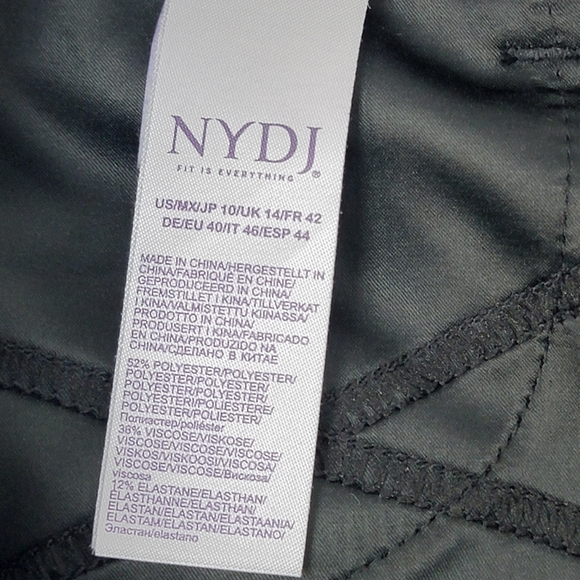 NYDJ
FIT IS EVERYTHING ®
US/MX/JP 10/UK 14/FR 42
DE/EU 40/IT 46/ESP 44
MADE IN CHINA/HERGESTELLT IN
CHINA/FABRIQUÉ EN CHINE/
GEPRODUCEERD IN CHINA/
FREMSTILLET I KINA/TILLVERKAT
I KINA/VALMISTETTU KIINASSA/
PRODOTTO IN CHINA/
PRODUSERT I KINA/FABRICADO
EN CHINA/PRODUZIDO NA
CHINA/СДЕЛАНО В КИТАЕ
52% POLYESTER/POLYESTER/
POLYESTER/POLYESTER/
POLYESTER/POLYESTER/
POLYESTER/POLIESTERE/
POLYESTER/POLIÉSTER/
Полиэстер/poliéster
36% VISCOSE/VISKOSE/
VISCOSE/VISCOSE/VISKOSE/
VISKOS/VISKOOSI/VISCOSA/
VISCOSE/VISCOSE/Вискоза/
viscosa
12% ELASTANE/ELASTHAN/
ÉLASTHANNE/ELASTHAN/
ELASTAN/ELASTAN/ELASTAANIA/
ELASTAM/ELASTAN/ELASTANO/
Эластан/elastano